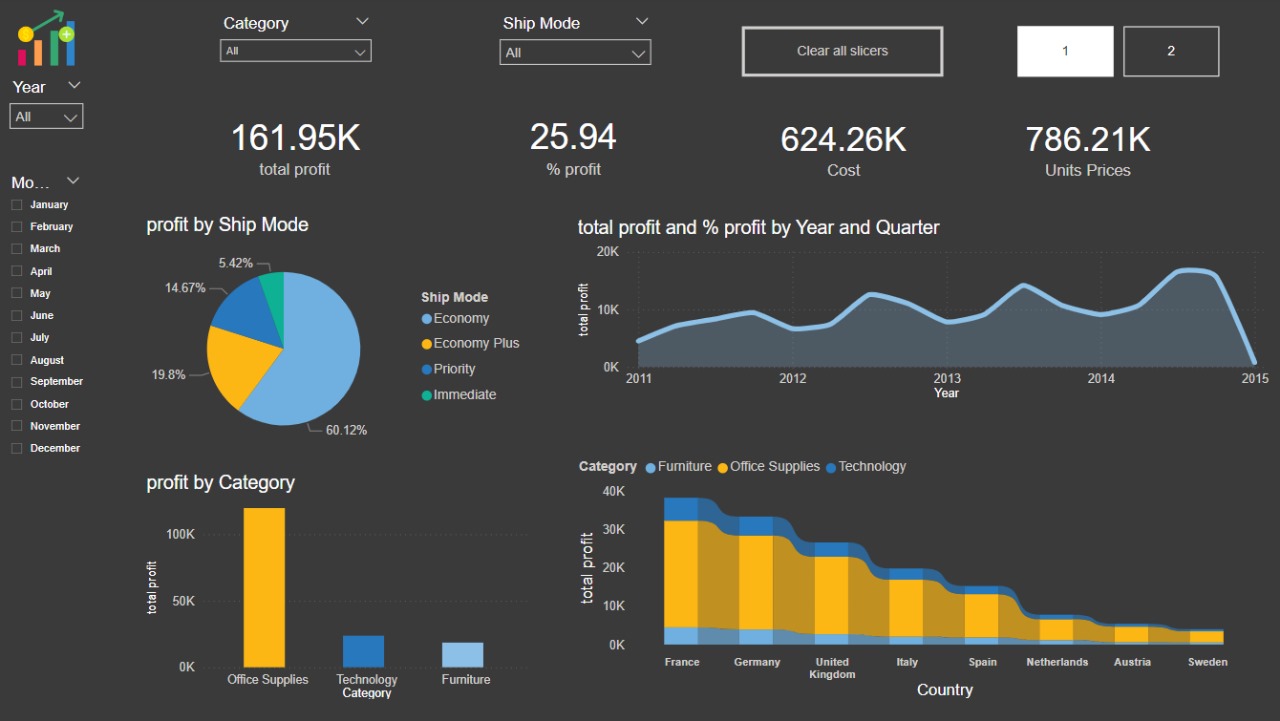 Category
All
Ship Mode
All
Clear all slicers
1
2
Year
All
161.95K
total profit
25.94
% profit
624.26K
Cost
786.21K
Units Prices
Mo...
January
February
March
April
May
June
July
August
September
October
November
December
profit by Ship Mode
5.42%
14.67%
19.8%
60.12%
Ship Mode
Economy
Economy Plus
Priority
Immediate
total profit and % profit by Year and Quarter
total profit
20K
10K
0K
2011
2012
2013
2014
2015
Year
profit by Category
total profit
100K
50K
0K
Office Supplies
Technology
Furniture
Category
Category
Furniture
Office Supplies
Technology
total profit
40K
30K
20K
10K
0K
France
Germany
United
Kingdom
Italy
Spain
Netherlands
Austria
Sweden
Country